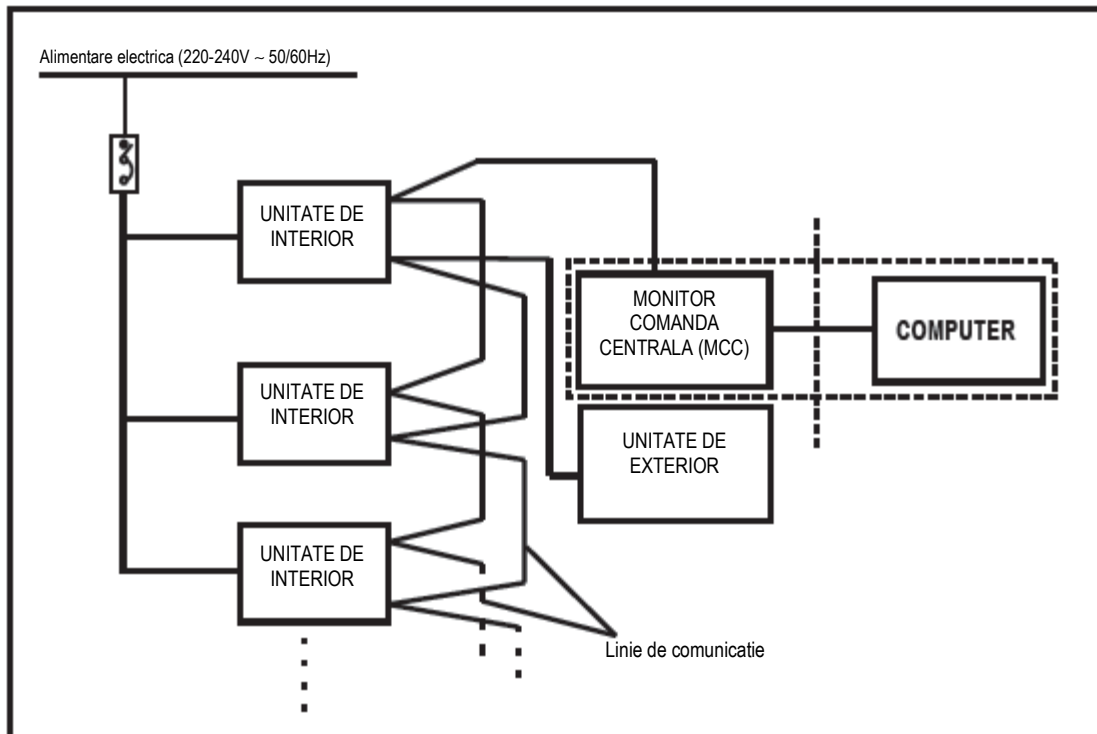 Alimentare electrica (220-240V ~ 50/60Hz)
UNITATE DE
INTERIOR
MONITOR
COMANDA
CENTRALA (MCC)
COMPUTER
UNITATE DE
INTERIOR
UNITATE DE
EXTERIOR
UNITATE DE
INTERIOR
Linie de comunicatie